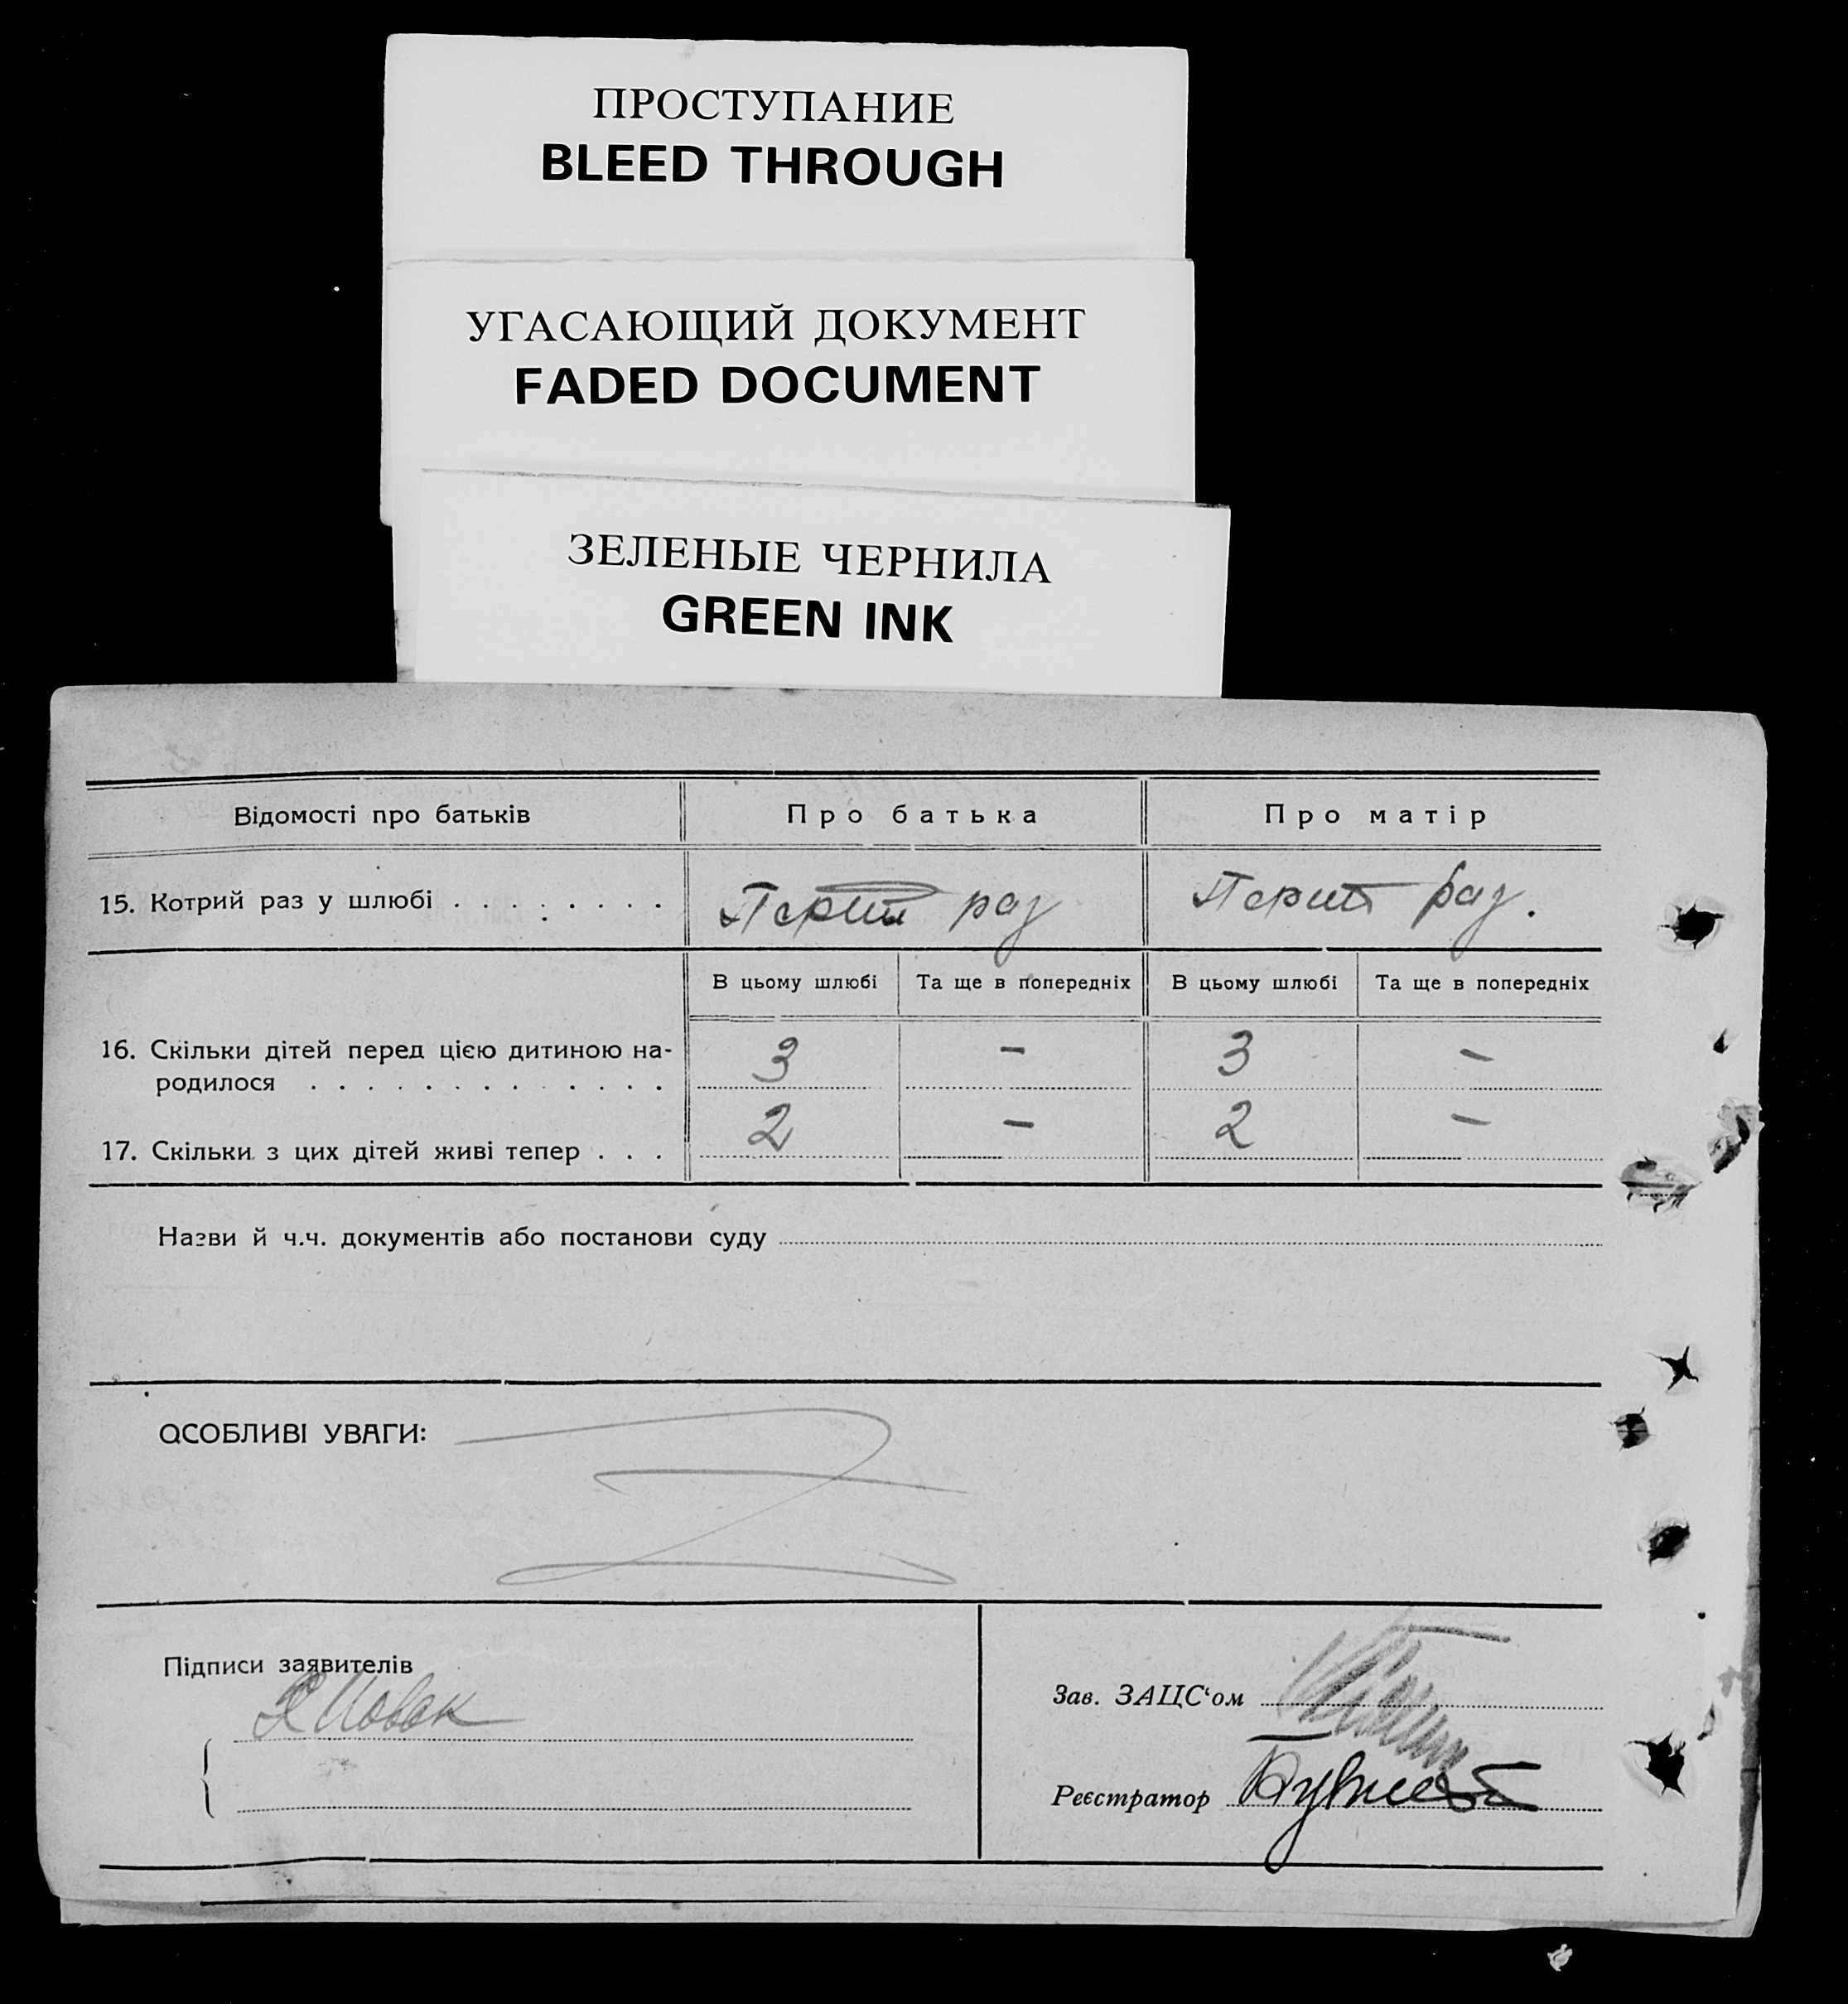 ПРОСТУПАНИЕ
BLEED THROUGH
УГАСАЮЩИЙ ДОКУМЕНТ
FADED DOCUMENT
ЗЕЛЕНЫЕ ЧЕРНИЛА
GREEN INK
Відомості про батьків Про батька Про матір
15. Котрий раз у шлюбі . . . . . . . . раз раз.
В цьому шлюбі Та ще в попередніх В цьому шлюбі Та ще в попередніх
16. Скільки дітей перед цією дитиною на-
родилося . . . . . . . . . . . . . 3 – 3 –
17. Скільки з цих дітей живі тепер . . . 2 – 2 –
Назви й ч.ч. документів або постанови суду
ОСОБЛИВІ УВАГИ:
Підписи заявителів
Новак
Зав. ЗАЦС‘ом
Реєстратор